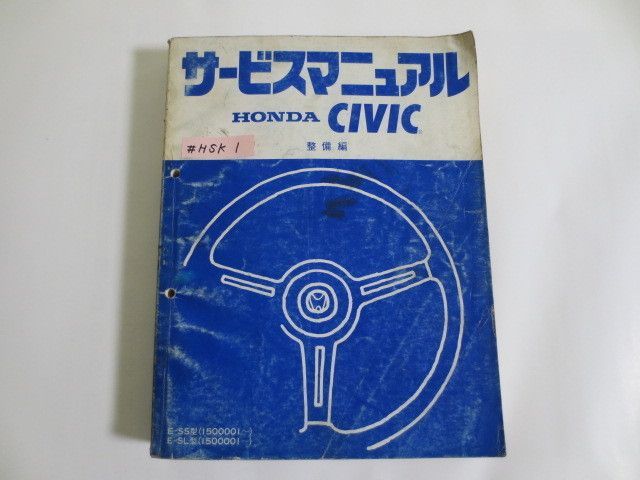 サービスマニュアル
HONDA CIVIC
#HSK 1
整備編
E-SS型(1500001～)
E-SL型(1500001～)